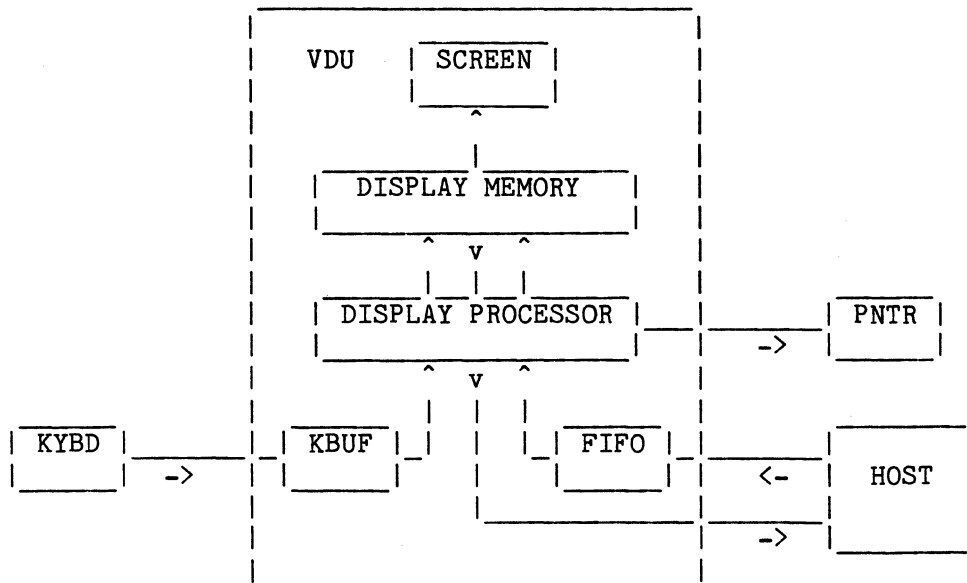 VDU SCREEN
DISPLAY MEMORY
DISPLAY PROCESSOR PNTR
->
KYBD KBUF FIFO HOST
-> <-
->